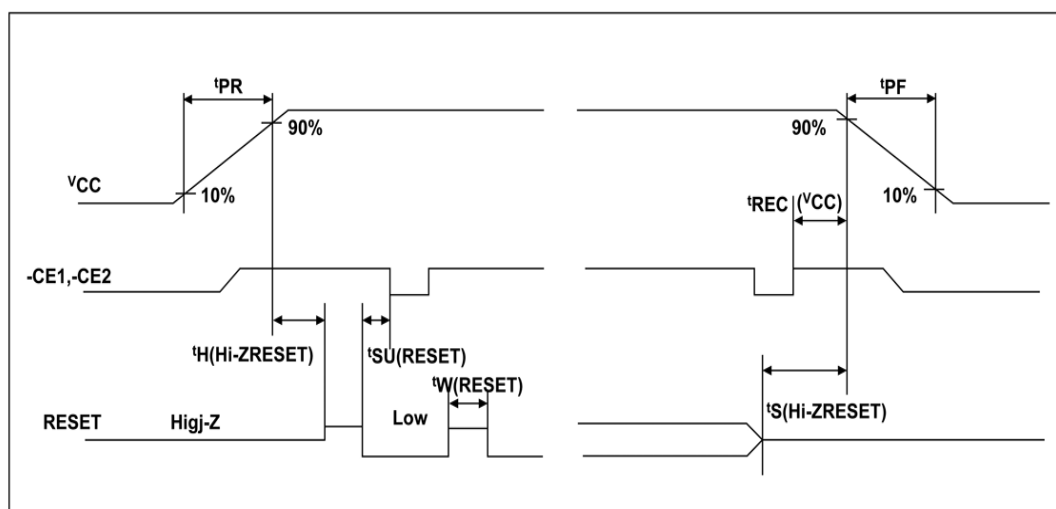 tPR
tPF
90%
90%
VCC
10%
tREC (VCC)
10%
-CE1,-CE2
tH(Hi-ZRESET)
tSU(RESET)
tW(RESET)
RESET
Higj-Z
Low
tS(Hi-ZRESET)